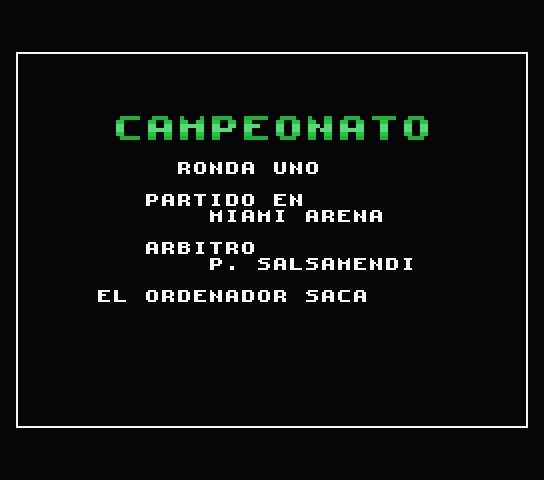 CAMPEONATO
RONDA UNO
PARTIDO EN
MIAMI ARENA
ARBITRO
P. SALSAMENDI
EL ORDENADOR SACA